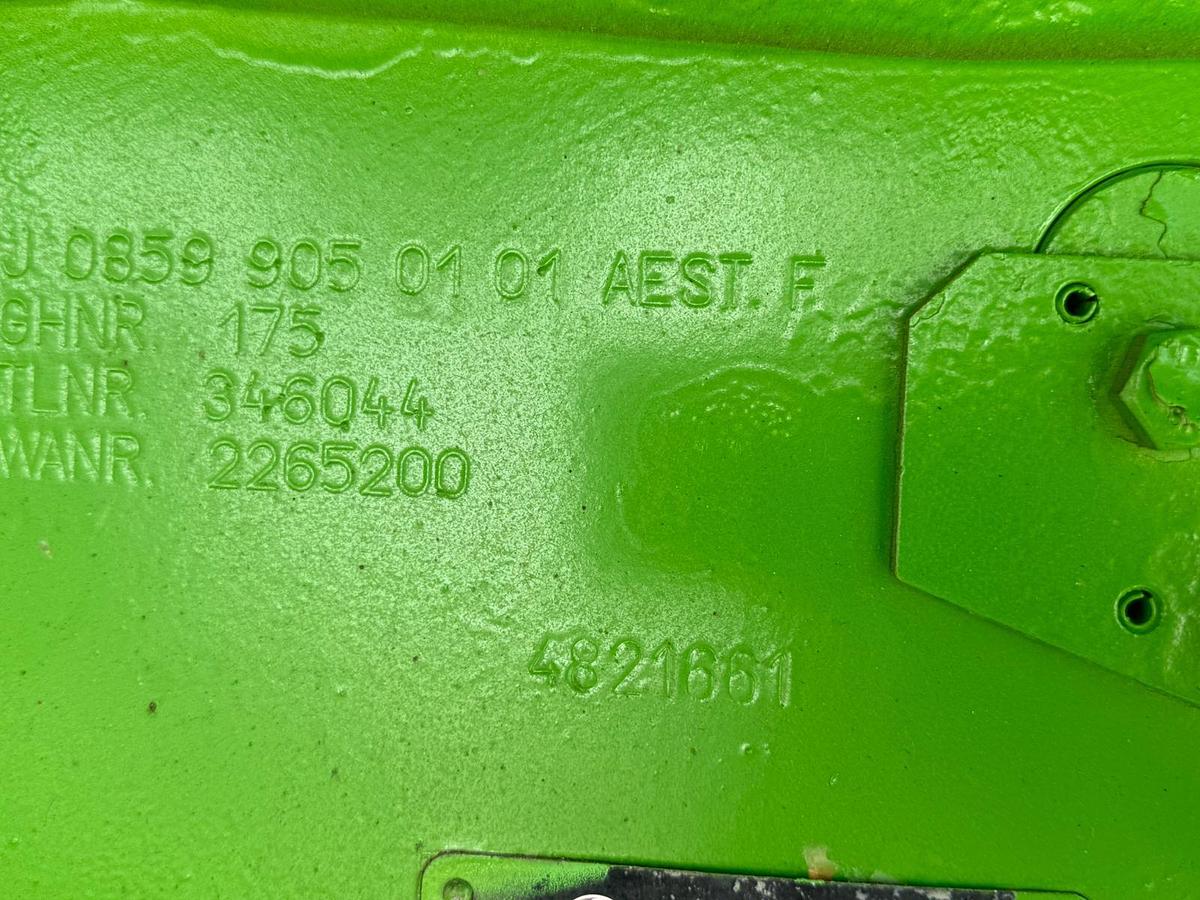 J 0859 905 01 01 AEST. F
GHNR 175
TLNR. 346044
WANR. 2265200
4821661